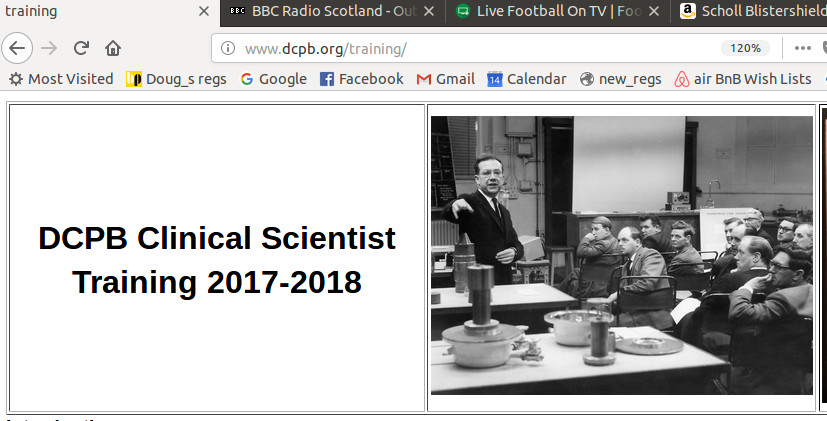 training
BBC Radio Scotland - Out
Live Football On TV | Foo
Scholl Blistershield
www.dcpb.org/training/
120%
Most Visited
Doug_s regs
Google
Facebook
Gmail
14 Calendar
new_regs
air BnB Wish Lists
DCPB Clinical Scientist
Training 2017-2018